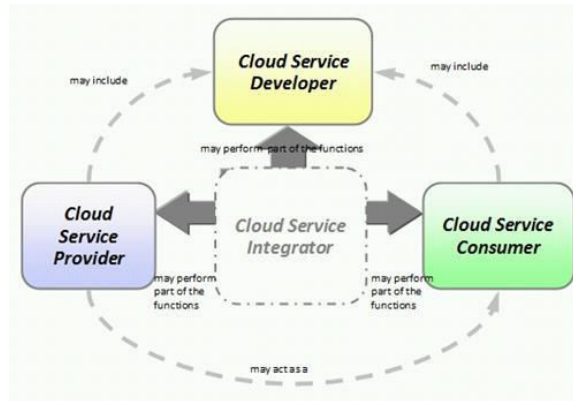 Cloud Service
Developer
may include
may include
may perform part of the functions
Cloud
Service
Provider
Cloud Service
Integrator
Cloud Service
Consumer
may perform
part of the
functions
may perform
part of the
functions
may act as a